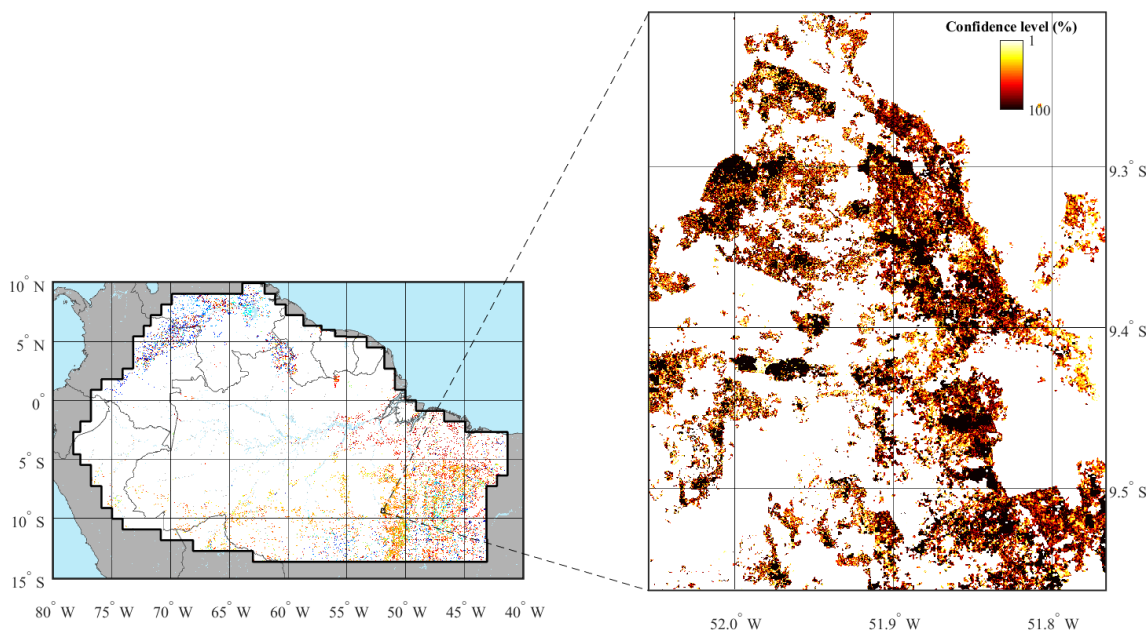 Confidence level (%)
1
100
9.3° S
9.4° S
9.5° S
52.0° W
51.9° W
51.8° W
10° N
5° N
0°
5° S
10° S
15° S
80° W
70° W
65° W
60° W
55° W
50° W
45° W
40° W